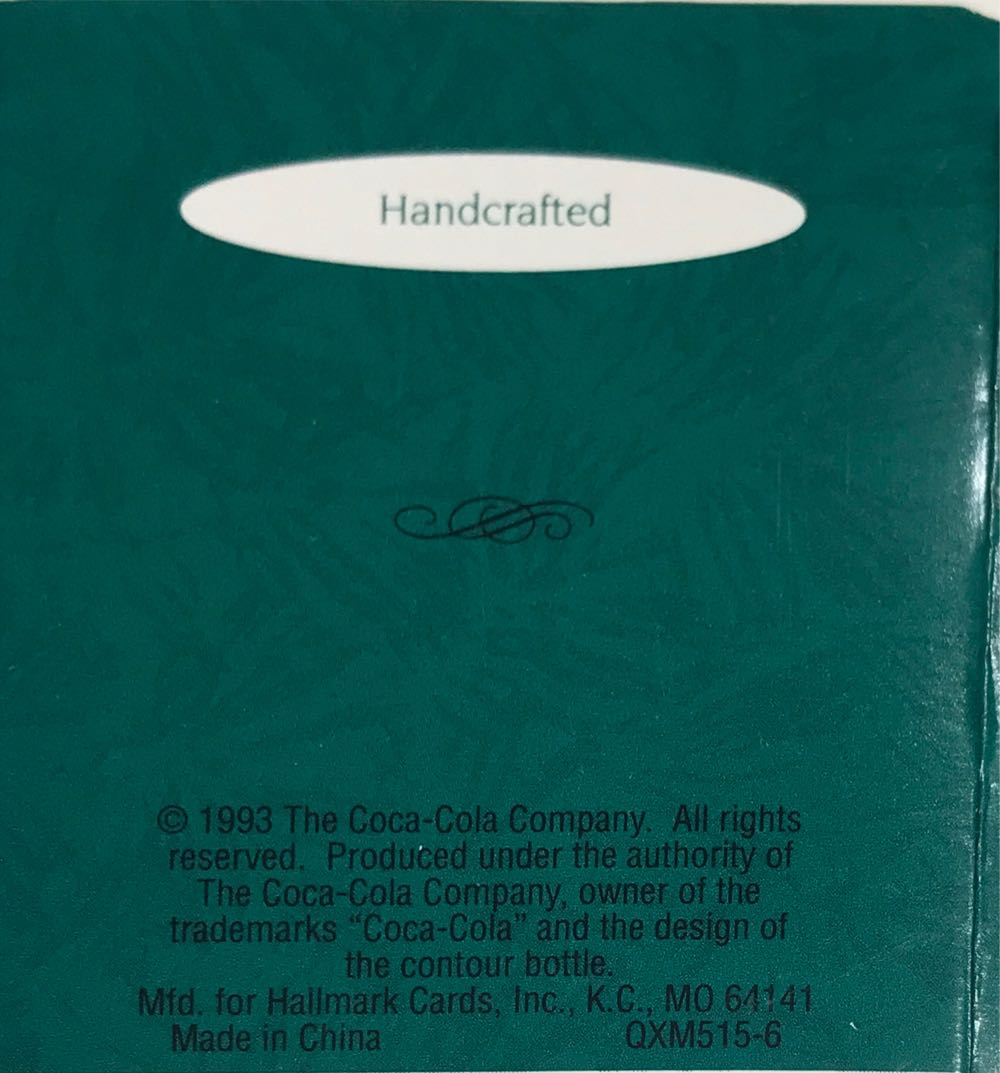 Handcrafted
© 1993 The Coca-Cola Company. All rights
reserved. Produced under the authority of
The Coca-Cola Company, owner of the
trademarks “Coca-Cola” and the design of
the contour bottle.
Mfd. for Hallmark Cards, Inc., K.C., MO 64141
Made in China QXM515-6